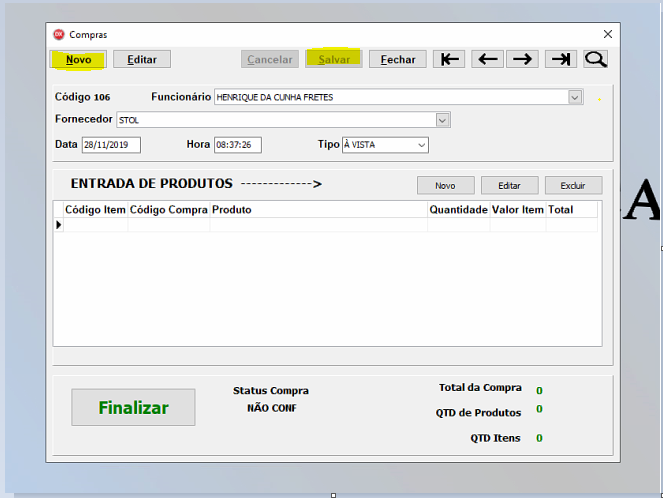 Compras
Novo Editar Cancelar Salvar Fechar
Código 106 Funcionário HENRIQUE DA CUNHA FRETES
Fornecedor STOL
Data 28/11/2019 Hora 08:37:26 Tipo À VISTA
ENTRADA DE PRODUTOS -------------> Novo Editar Excluir
Código Item Código Compra Produto Quantidade Valor Item Total
Finalizar
Status Compra
NÃO CONF
Total da Compra 0
QTD de Produtos 0
QTD Itens 0